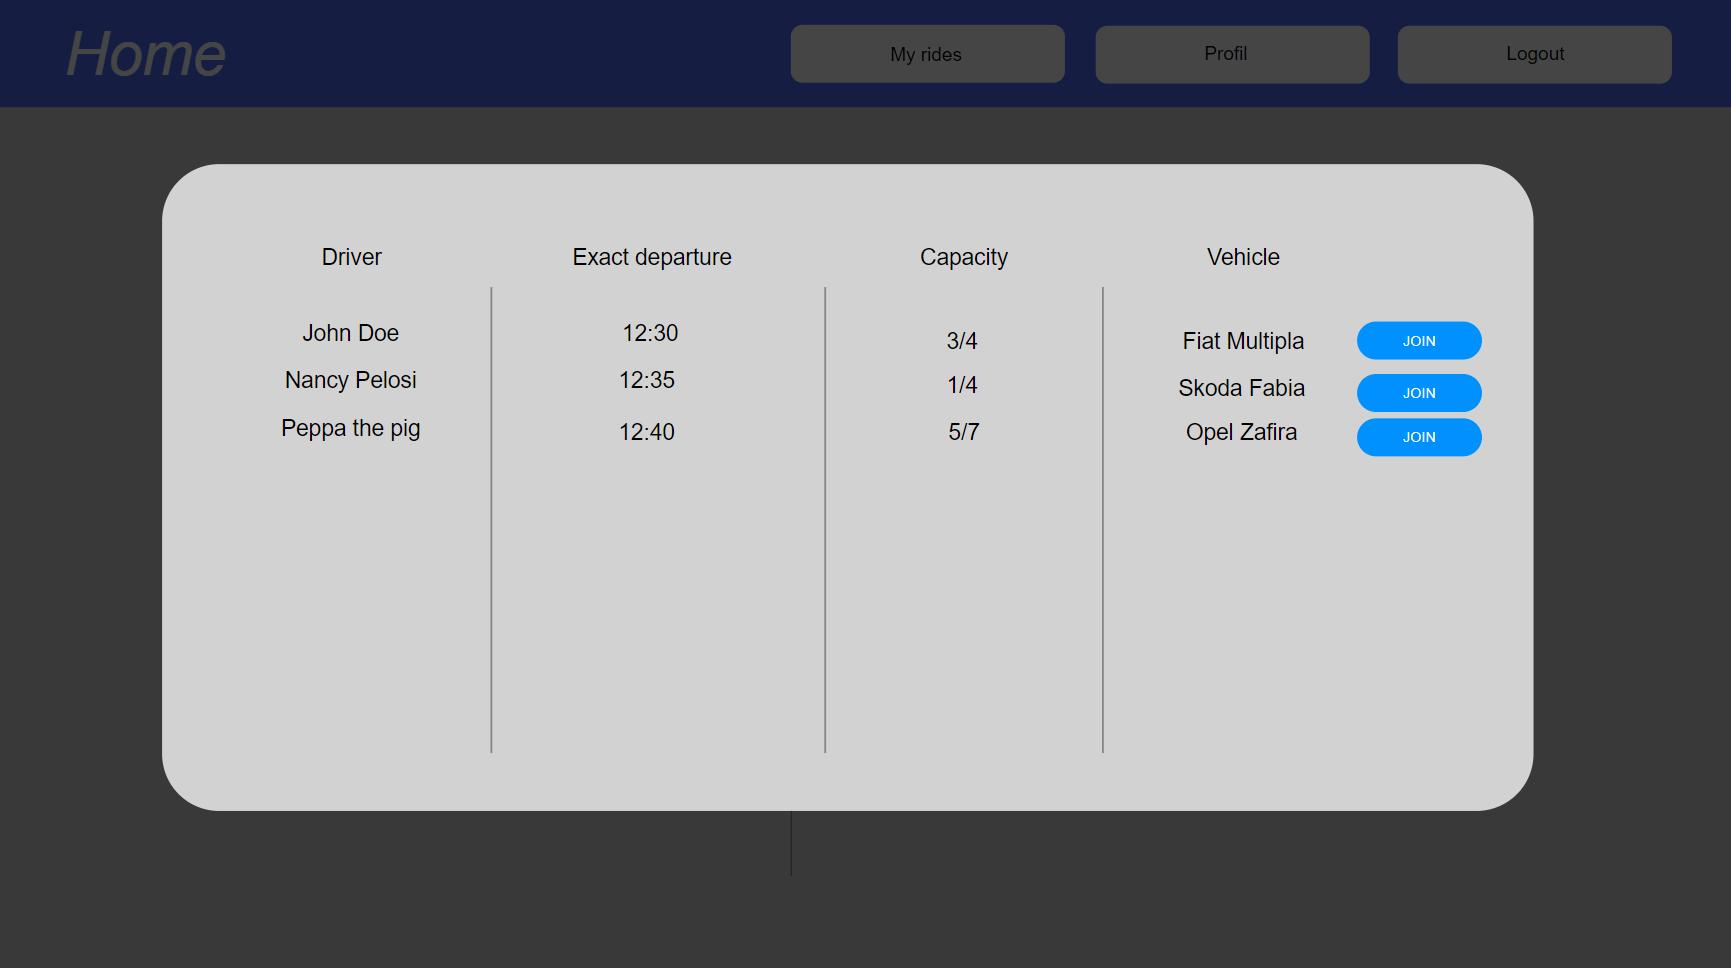 Home My rides Profil Logout
Driver Exact departure Capacity Vehicle
John Doe 12:30 3/4 Fiat Multipla JOIN
Nancy Pelosi 12:35 1/4 Skoda Fabia JOIN
Peppa the pig 12:40 5/7 Opel Zafira JOIN